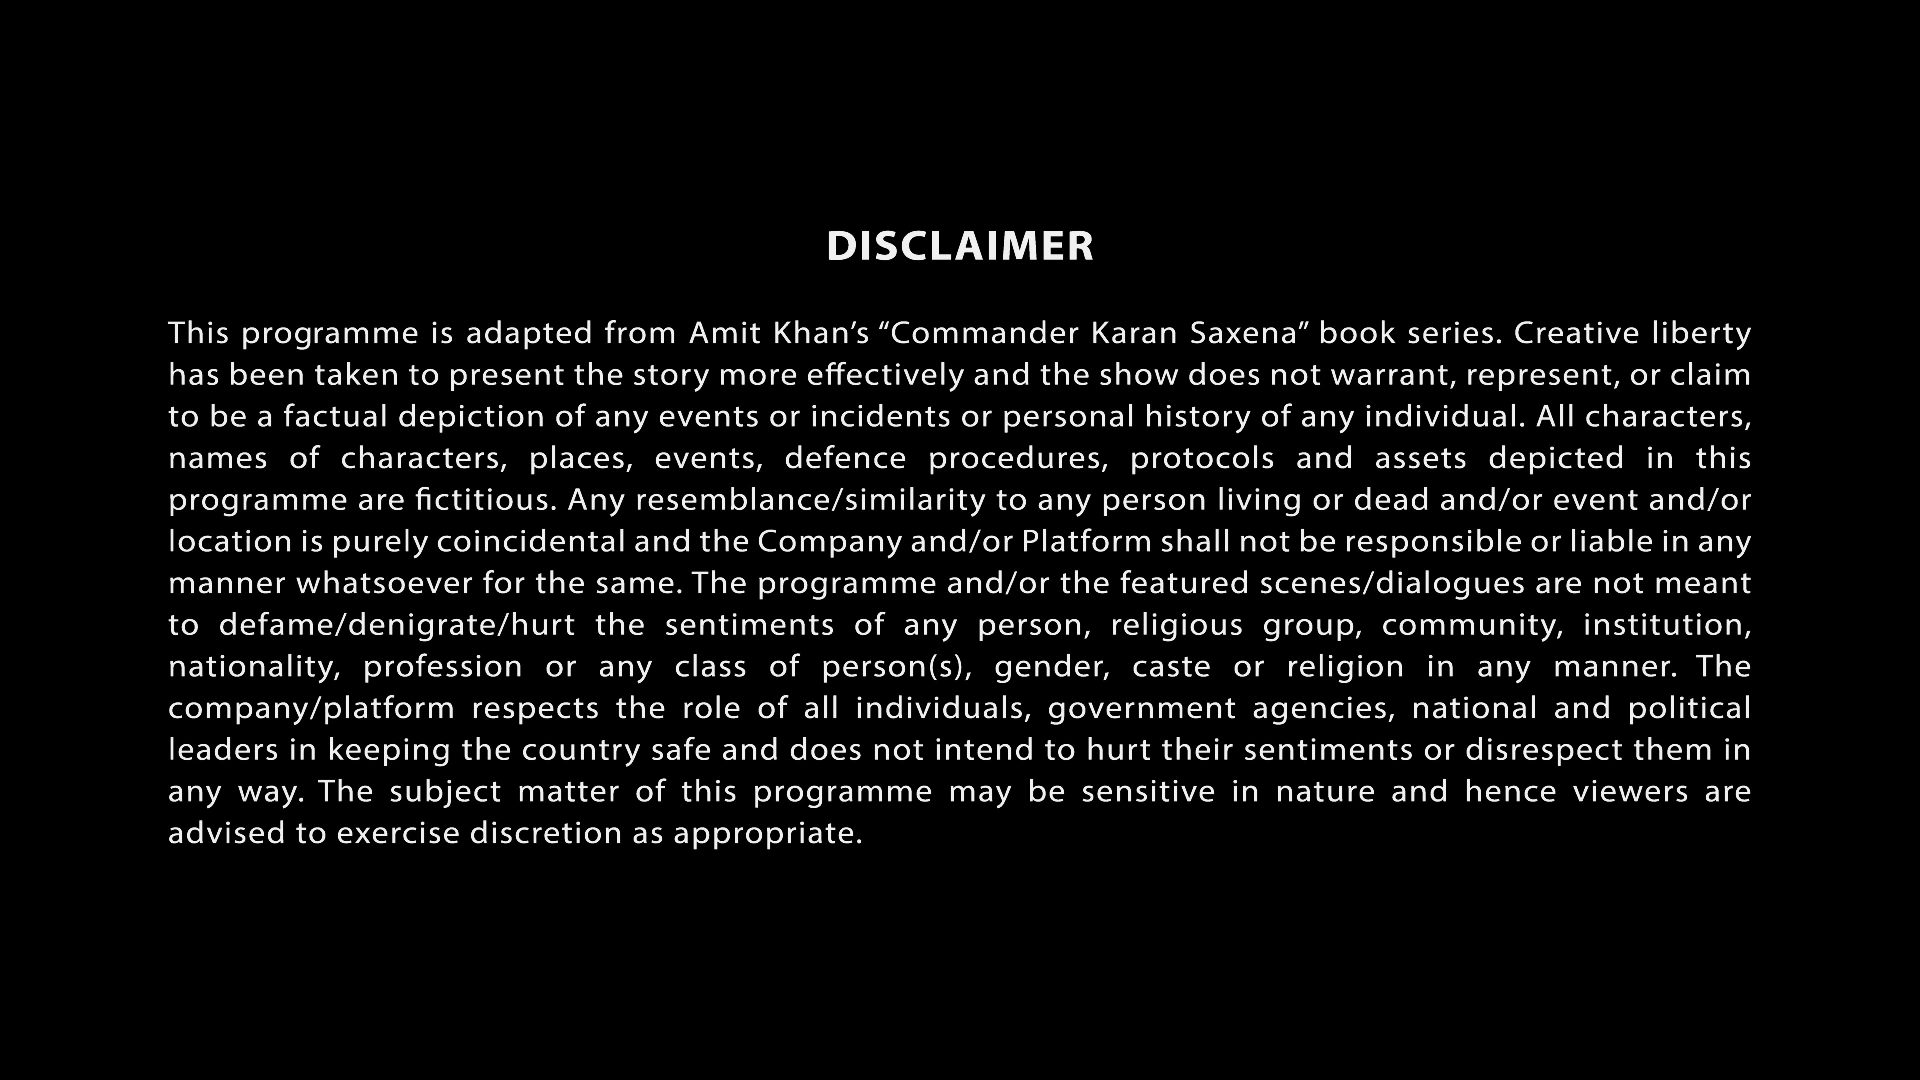 DISCLAIMER
This programme is adapted from Amit Khan’s “Commander Karan Saxena” book series. Creative liberty
has been taken to present the story more effectively and the show does not warrant, represent, or claim
to be a factual depiction of any events or incidents or personal history of any individual. All characters,
names of characters, places, events, defence procedures, protocols and assets depicted in this
programme are fictitious. Any resemblance/similarity to any person living or dead and/or event and/or
location is purely coincidental and the Company and/or Platform shall not be responsible or liable in any
manner whatsoever for the same. The programme and/or the featured scenes/dialogues are not meant
to defame/denigrate/hurt the sentiments of any person, religious group, community, institution,
nationality, profession or any class of person(s), gender, caste or religion in any manner. The
company/platform respects the role of all individuals, government agencies, national and political
leaders in keeping the country safe and does not intend to hurt their sentiments or disrespect them in
any way. The subject matter of this programme may be sensitive in nature and hence viewers are
advised to exercise discretion as appropriate.